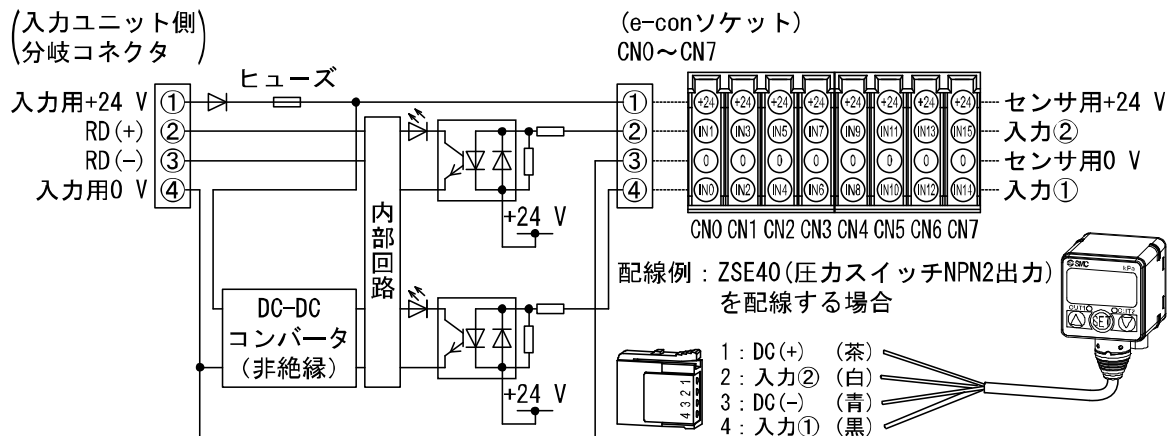 (入力ユニット側)
(分岐コネクタ)
入力用+24 V ①
RD(+) ②
RD(-) ③
入力用0 V ④
ヒューズ
内部回路
DC-DC
コンバータ
(非絶縁)
+24 V
+24 V
(e-conソケット)
CN0～CN7
①
②
③
④
+24 +24 +24 +24 +24 +24 +24 +24
IN1 IN3 IN5 IN7 IN9 IN11 IN13 IN15
0 0 0 0 0 0 0 0
IN0 IN2 IN4 IN6 IN8 IN10 IN12 IN14
センサ用+24 V
入力②
センサ用0 V
入力①
CN0 CN1 CN2 CN3 CN4 CN5 CN6 CN7
配線例：ZSE40(圧力スイッチNPN2出力)
を配線する場合
4 3 2 1
1：DC(+) (茶)
2：入力② (白)
3：DC(-) (青)
4：入力① (黒)
SMC
kPa
OUT1 OUT2
SET